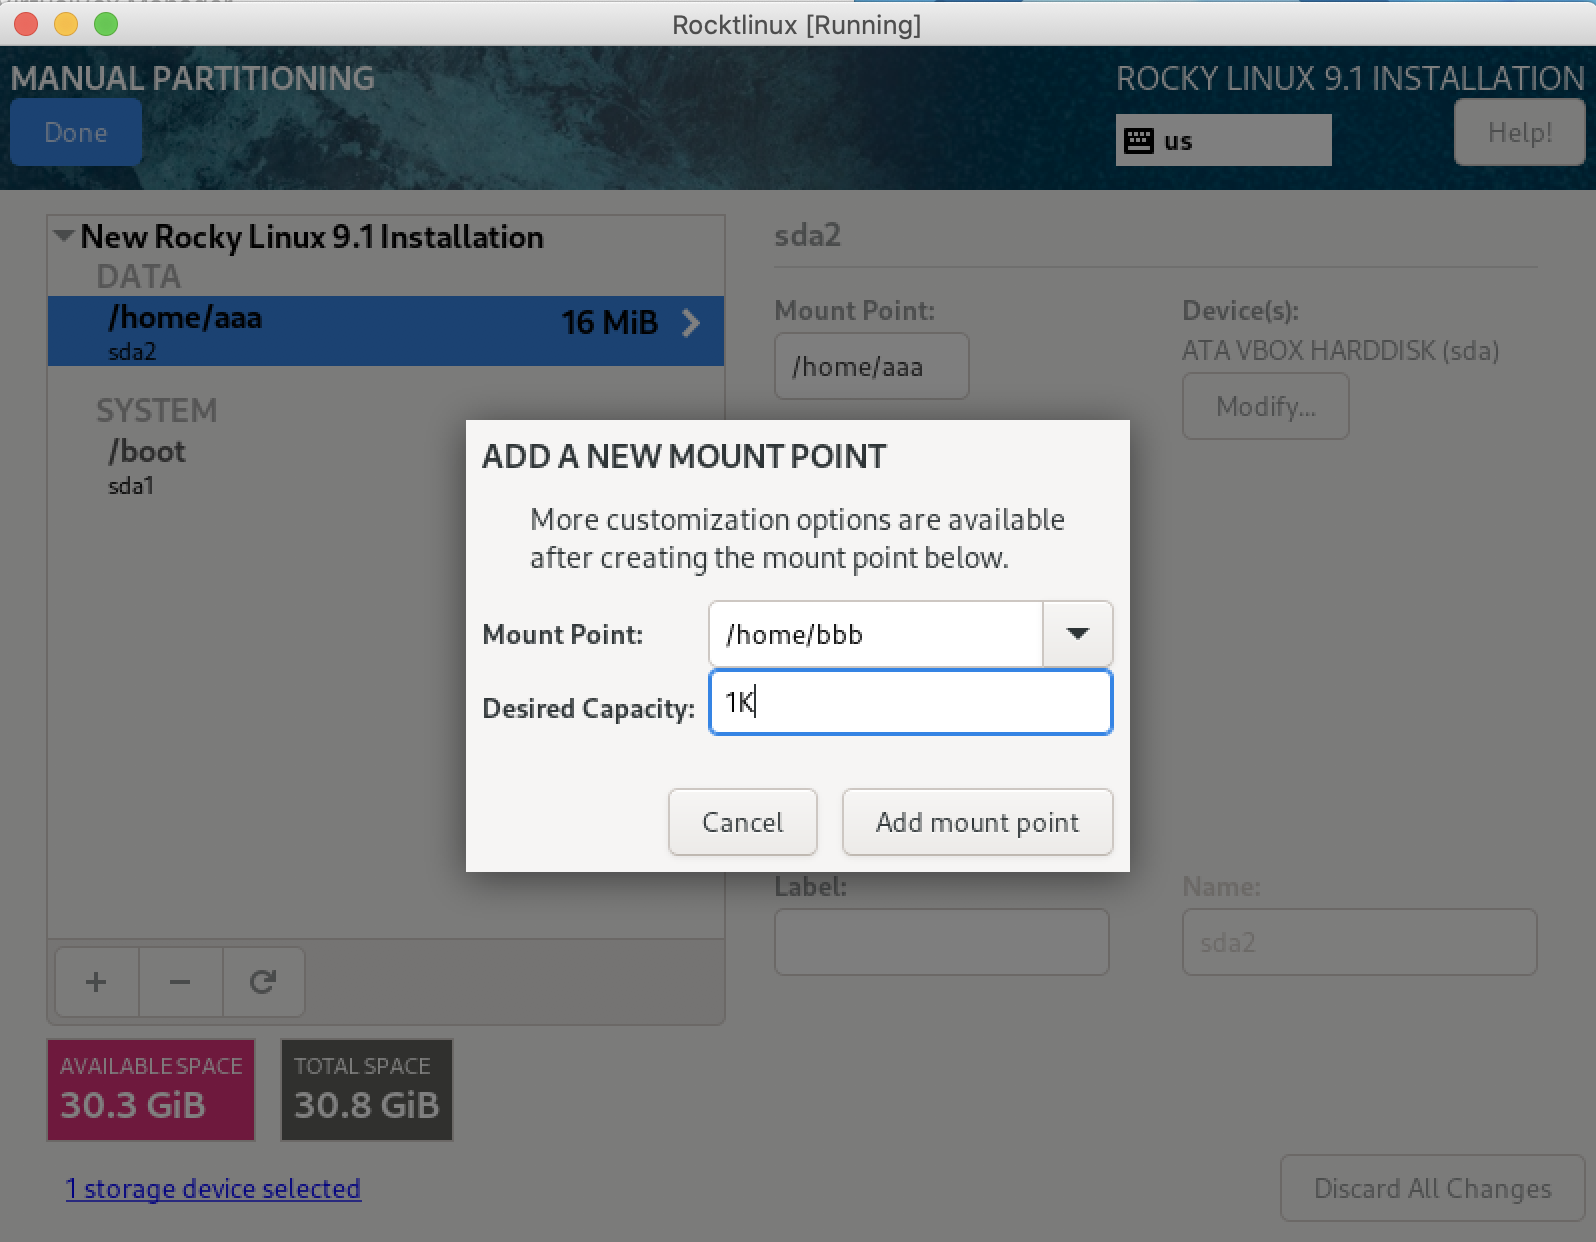 Rocktlinux [Running]
MANUAL PARTITIONING
ROCKY LINUX 9.1 INSTALLATION
Done
us
Help!
New Rocky Linux 9.1 Installation
DATA
/home/aaa
16 MiB
sda2
SYSTEM
/boot
sda1
sda2
Mount Point:
Device(s):
/home/aaa
ATA VBOX HARDDISK (sda)
Modify...
ADD A NEW MOUNT POINT
More customization options are available
after creating the mount point below.
Mount Point:
/home/bbb
Desired Capacity:
1K
Cancel
Add mount point
Label:
Name:
sda2
+ −
AVAILABLE SPACE
30.3 GiB
TOTAL SPACE
30.8 GiB
1 storage device selected
Discard All Changes